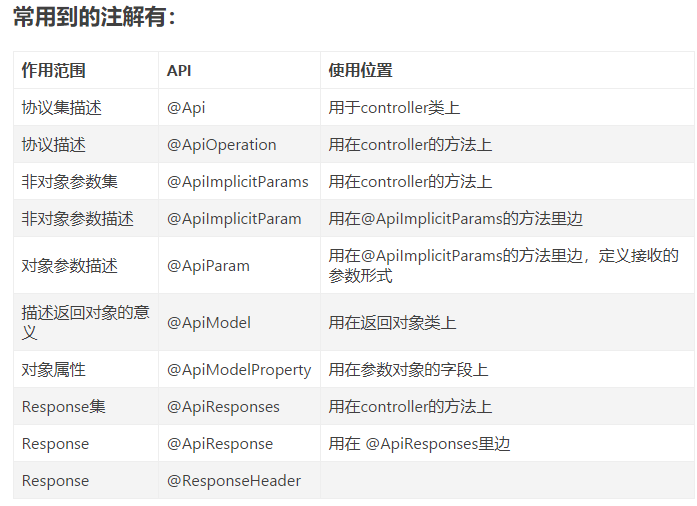 常用到的注解有：
作用范围 API 使用位置
协议集描述 @Api 用于controller类上
协议描述 @ApiOperation 用在controller的方法上
非对象参数集 @ApiImplicitParams 用在controller的方法上
非对象参数描述 @ApiImplicitParam 用在@ApiImplicitParams的方法里边
对象参数描述 @ApiParam 用在@ApiImplicitParams的方法里边，定义接收的
参数形式
描述返回对象的意
义 @ApiModel 用在返回对象类上
对象属性 @ApiModelProperty 用在参数对象的字段上
Response集 @ApiResponses 用在controller的方法上
Response @ApiResponse 用在 @ApiResponses里边
Response @ResponseHeader